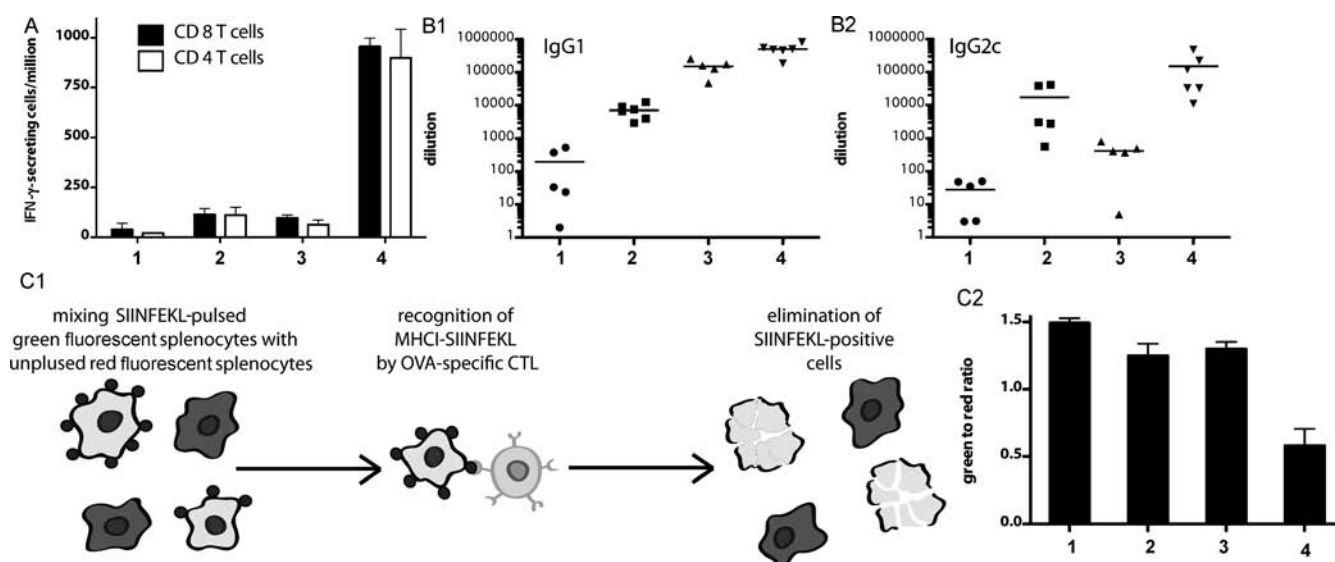 A
IFN-γ-secreting cells/million
1000
750
500
250
0
CD 8 T cells
CD 4 T cells
1 2 3 4
B1
IgG1
dilution
1000000
100000
10000
1000
100
10
1
1 2 3 4
B2
IgG2c
dilution
1000000
100000
10000
1000
100
10
1
1 2 3 4
C1
mixing SIINFEKL-pulsed
green fluorescent splenocytes with
unplused red fluorescent splenocytes
recognition of
MHCI-SIINFEKL
by OVA-specific CTL
elimination of
SIINFEKL-positive
cells
C2
green to red ratio
1.5
1.5
0.5
0.0
1 2 3 4